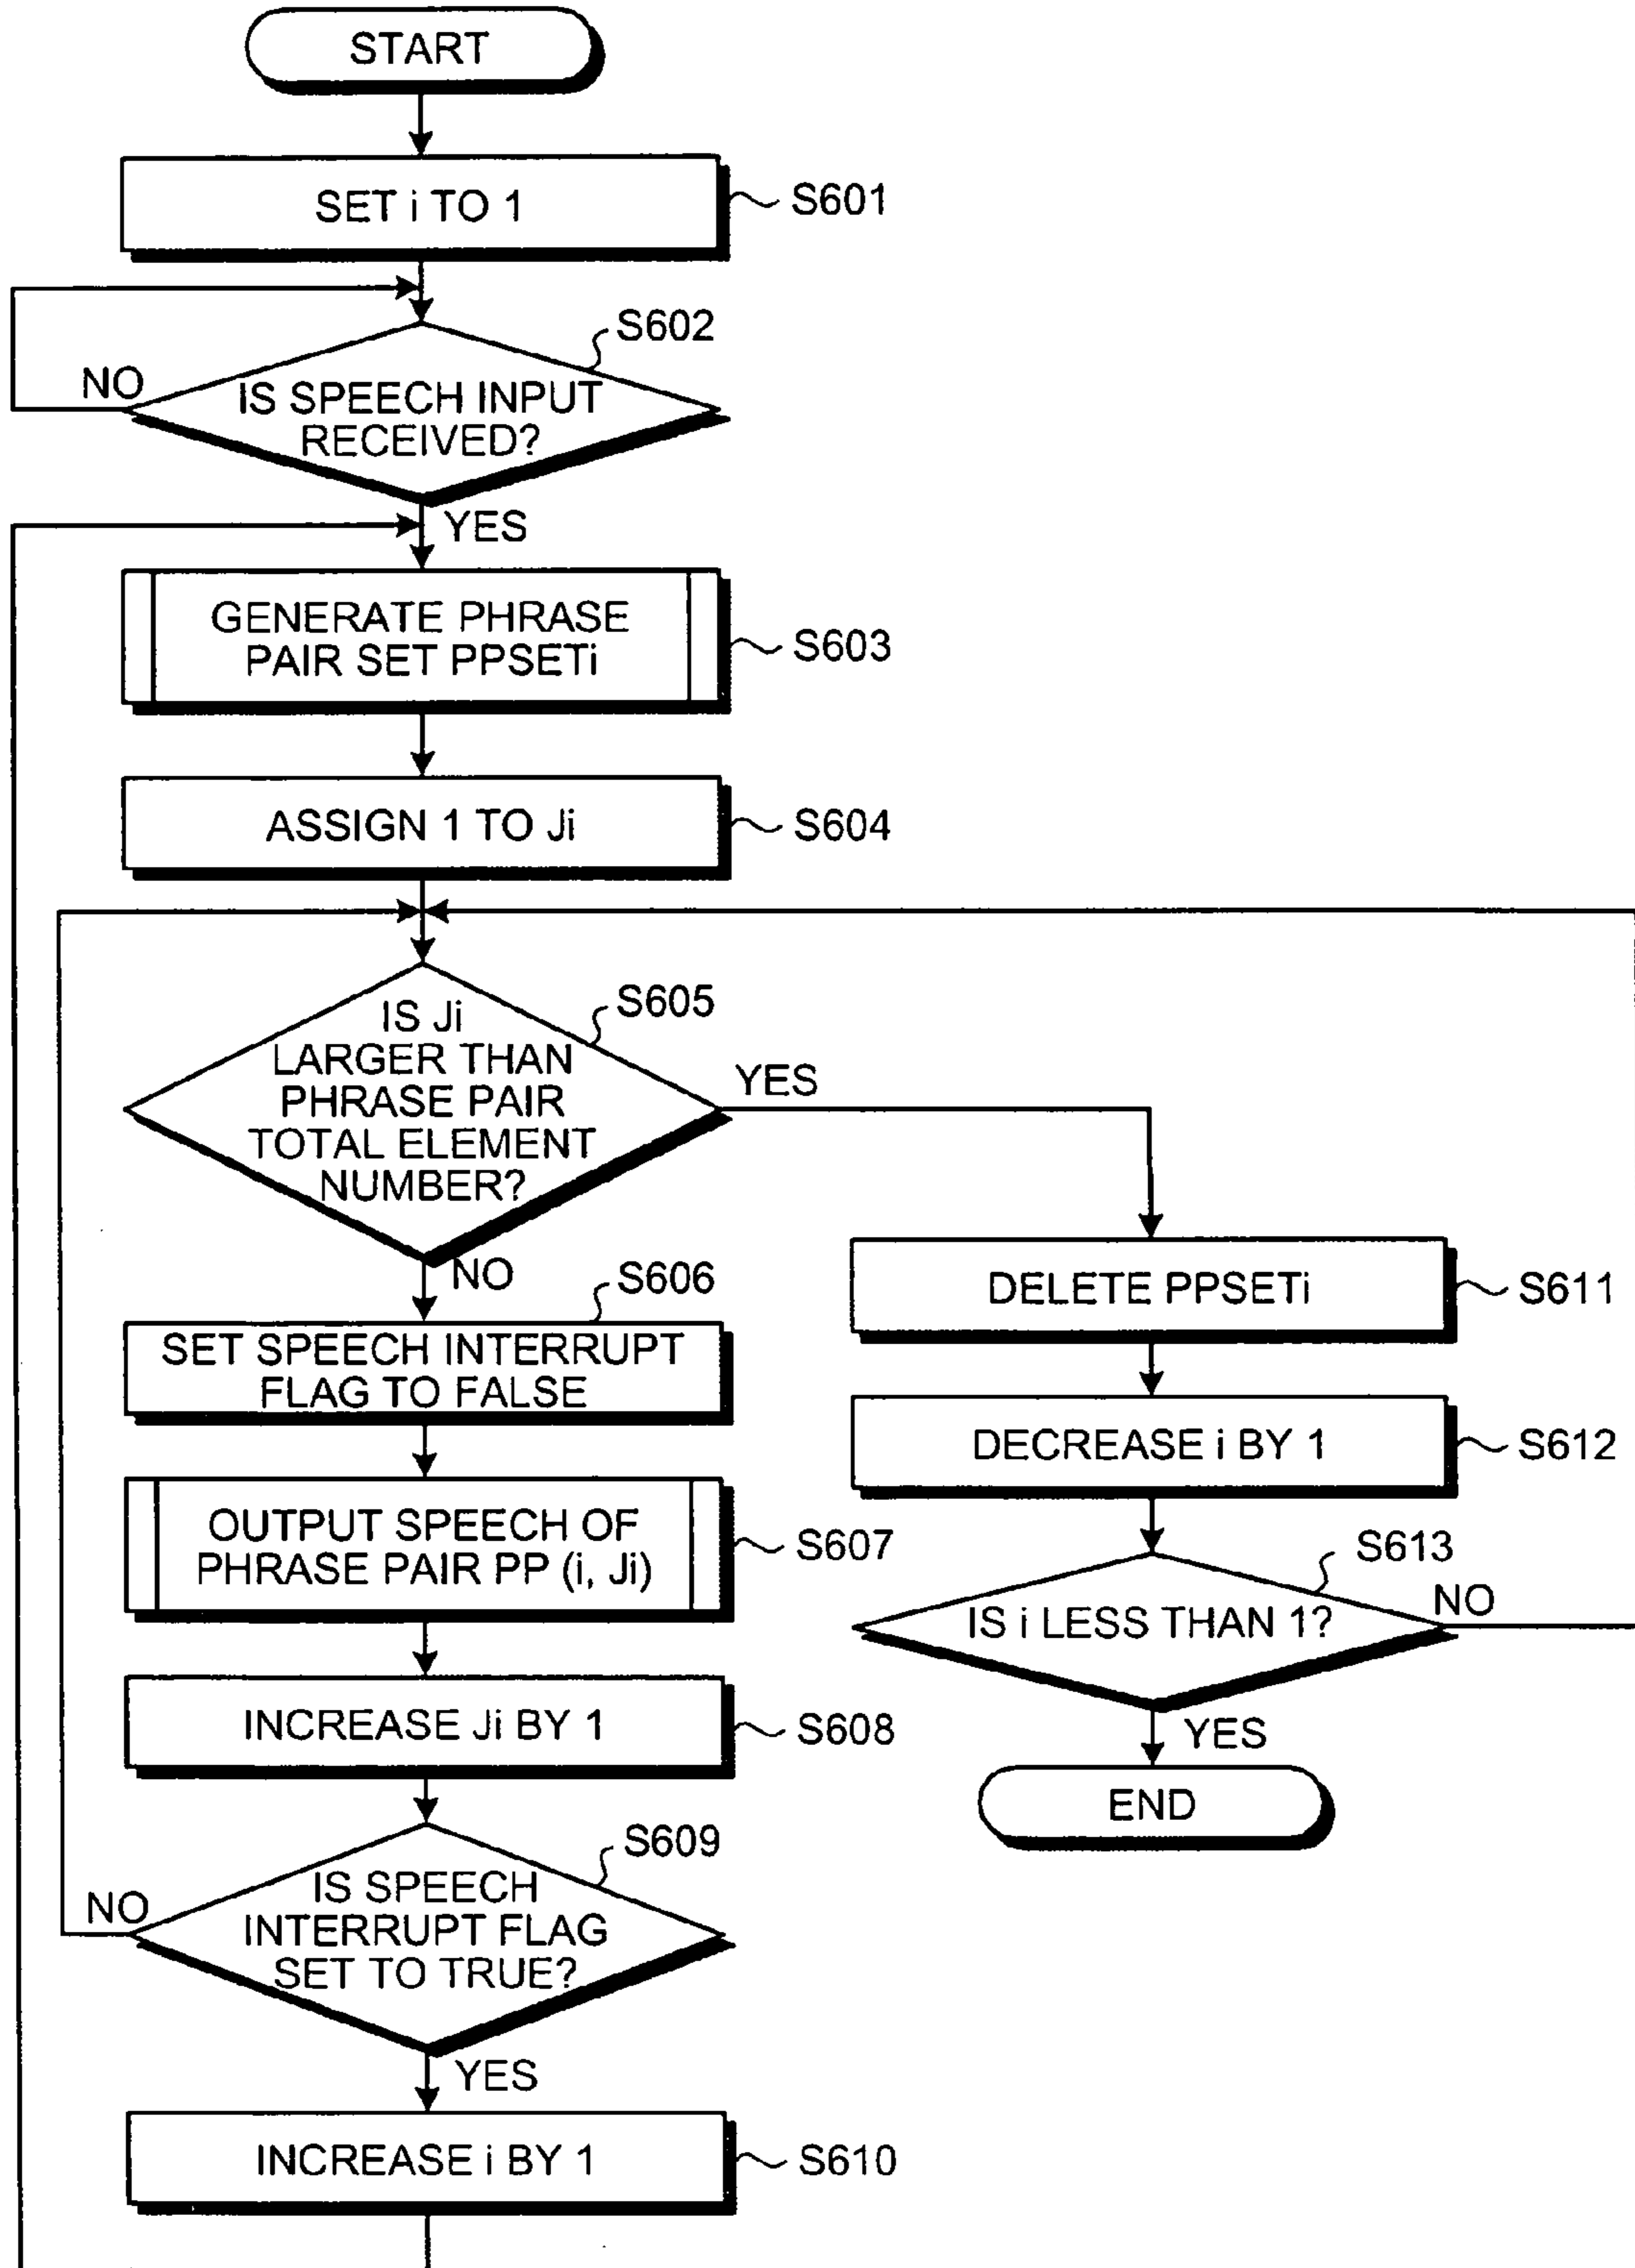 START
SET i TO 1
S601
S602
NO
IS SPEECH INPUT
RECEIVED?
YES
GENERATE PHRASE
PAIR SET PPSETi
S603
ASSIGN 1 TO Ji
S604
S605
IS Ji
LARGER THAN
PHRASE PAIR
TOTAL ELEMENT
NUMBER?
YES
NO
S606
SET SPEECH INTERRUPT
FLAG TO FALSE
DELETE PPSETi
S611
DECREASE i BY 1
S612
OUTPUT SPEECH OF
PHRASE PAIR PP (i, Ji)
S607
S613
IS i LESS THAN 1?
NO
YES
INCREASE Ji BY 1
S608
END
S609
NO
IS SPEECH
INTERRUPT FLAG
SET TO TRUE?
YES
INCREASE i BY 1
S610